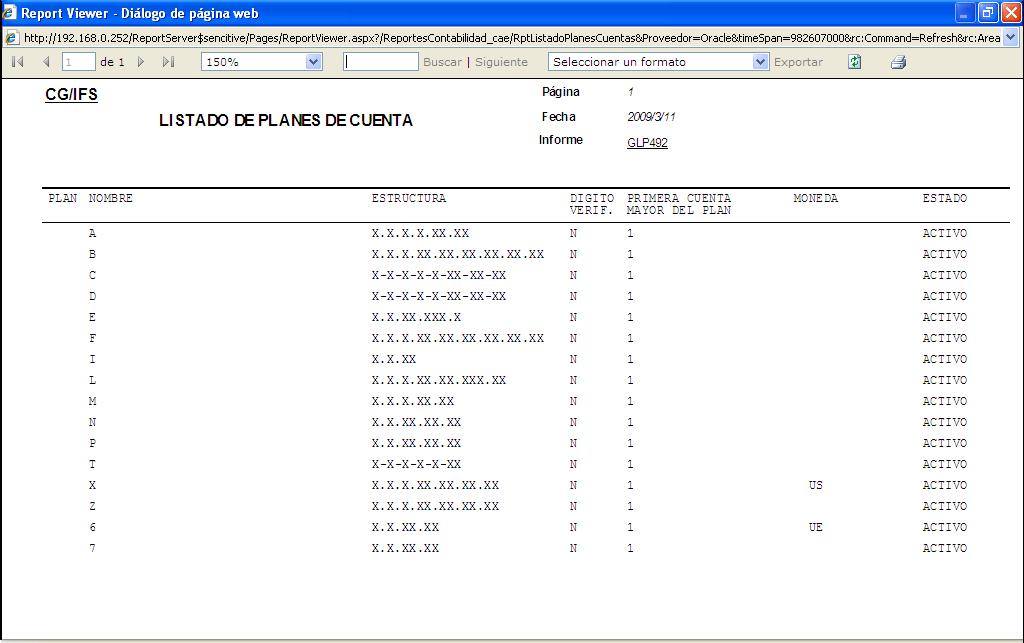 Report Viewer - Diálogo de página web
http://192.168.0.252/ReportServer$sencitive/Pages/ReportViewer.aspx?/ReportesContabilidad_cae/RptListadoPlanesCuentas&Proveedor=Oracle&timeSpan=982607000&rc:Command=Refresh&rc:Area
1 de 1 150% Buscar | Siguiente Seleccionar un formato Exportar
CG/IFS Página 1
LISTADO DE PLANES DE CUENTA Fecha 2009/3/11
Informe GLP492
PLAN NOMBRE ESTRUCTURA DIGITO PRIMERA CUENTA MONEDA ESTADO
VERIF. MAYOR DEL PLAN
A X.X.X.X.XX.XX N 1 ACTIVO
B X.X.X.XX.XX.XX.XX.XX.XX N 1 ACTIVO
C X-X-X-X-X-XX-XX-XX N 1 ACTIVO
D X-X-X-X-X-XX-XX-XX N 1 ACTIVO
E X.X.XX.XXX.X N 1 ACTIVO
F X.X.X.XX.XX.XX.XX.XX.XX N 1 ACTIVO
I X.X.XX N 1 ACTIVO
L X.X.X.XX.XX.XXX.XX N 1 ACTIVO
M X.X.X.XX.XX N 1 ACTIVO
N X.X.XX.XX.XX N 1 ACTIVO
P X.X.XX.XX.XX N 1 ACTIVO
T X-X-X-X-X-XX N 1 ACTIVO
X X.X.X.XX.XX.XX.XX N 1 US ACTIVO
Z X.X.X.XX.XX.XX.XX N 1 ACTIVO
6 X.X.XX.XX N 1 UE ACTIVO
7 X.X.XX.XX N 1 ACTIVO